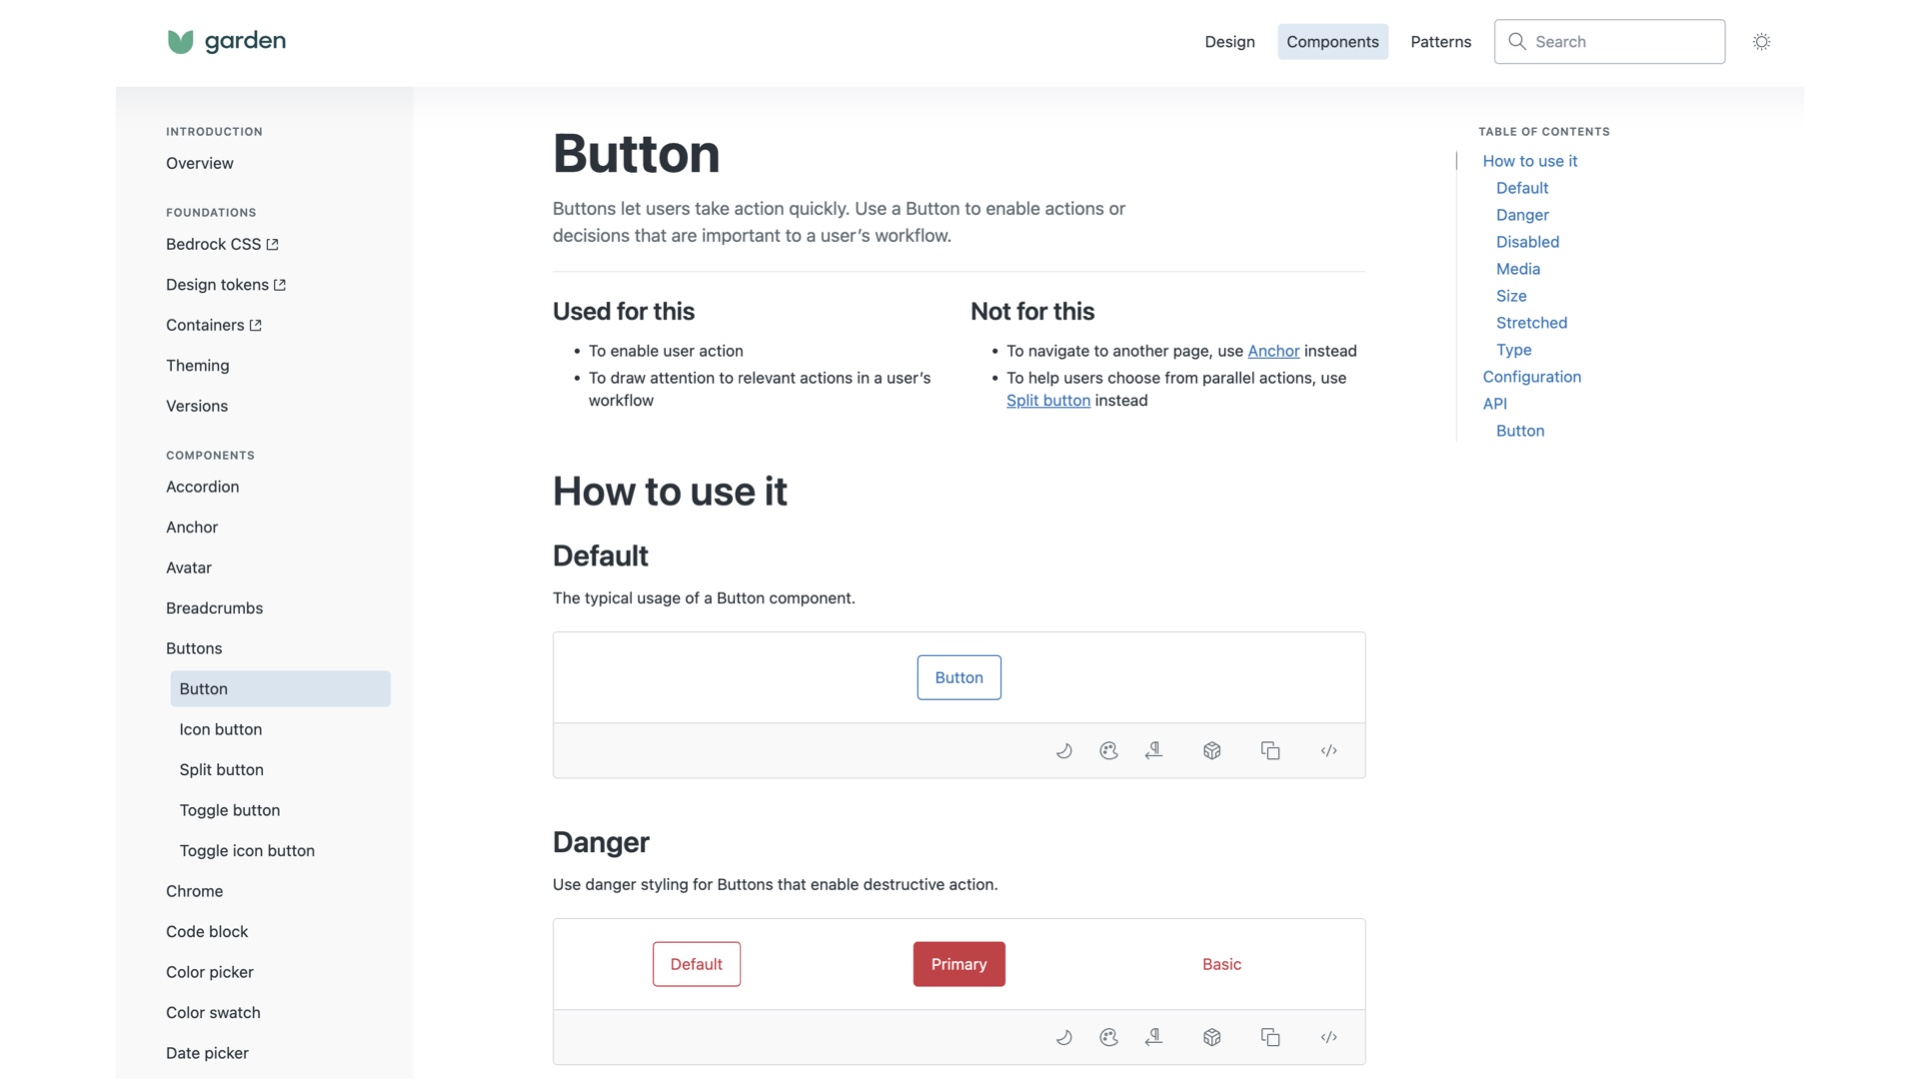 garden
Design
Components
Patterns
Search
INTRODUCTION
Overview
FOUNDATIONS
Bedrock CSS
Design tokens
Containers
Theming
Versions
COMPONENTS
Accordion
Anchor
Avatar
Breadcrumbs
Buttons
Button
Icon button
Split button
Toggle button
Toggle icon button
Chrome
Code block
Color picker
Color swatch
Date picker
Button
Buttons let users take action quickly. Use a Button to enable actions or
decisions that are important to a user’s workflow.
Used for this
• To enable user action
• To draw attention to relevant actions in a user’s
workflow
Not for this
• To navigate to another page, use Anchor instead
• To help users choose from parallel actions, use
Split button instead
How to use it
Default
The typical usage of a Button component.
Button
Danger
Use danger styling for Buttons that enable destructive action.
Default
Primary
Basic
TABLE OF CONTENTS
How to use it
Default
Danger
Disabled
Media
Size
Stretched
Type
Configuration
API
Button